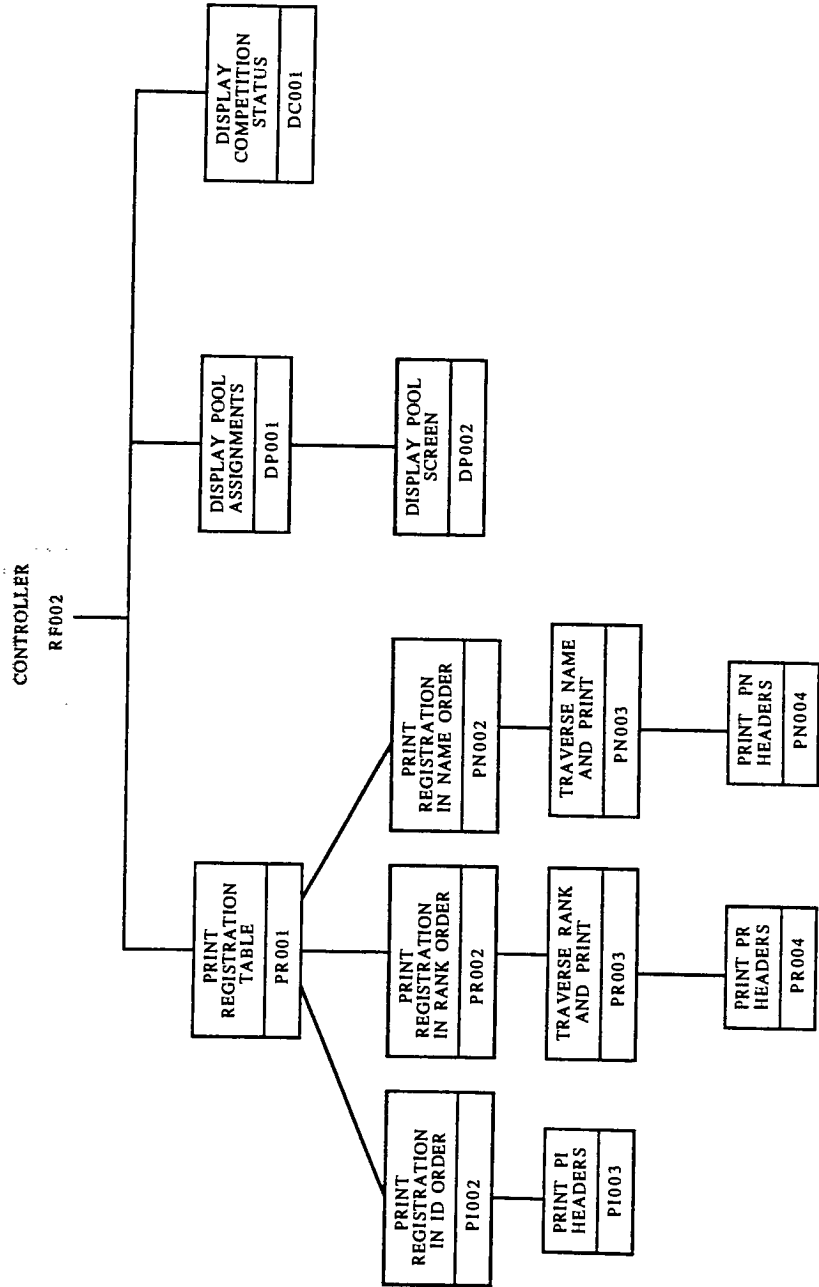 CONTROLLER
RF002
PRINT
REGISTRATION
TABLE
PR001
DISPLAY POOL
ASSIGNMENTS
DP001
DISPLAY
COMPETITION
STATUS
DC001
PRINT
REGISTRATION
IN ID ORDER
PI002
PRINT
REGISTRATION
IN RANK ORDER
PR002
PRINT
REGISTRATION
IN NAME ORDER
PN002
DISPLAY POOL
SCREEN
DP002
PRINT PI
HEADERS
PI003
TRAVERSE RANK
AND PRINT
PR003
TRAVERSE NAME
AND PRINT
PN003
PRINT PR
HEADERS
PR004
PRINT PN
HEADERS
PN004